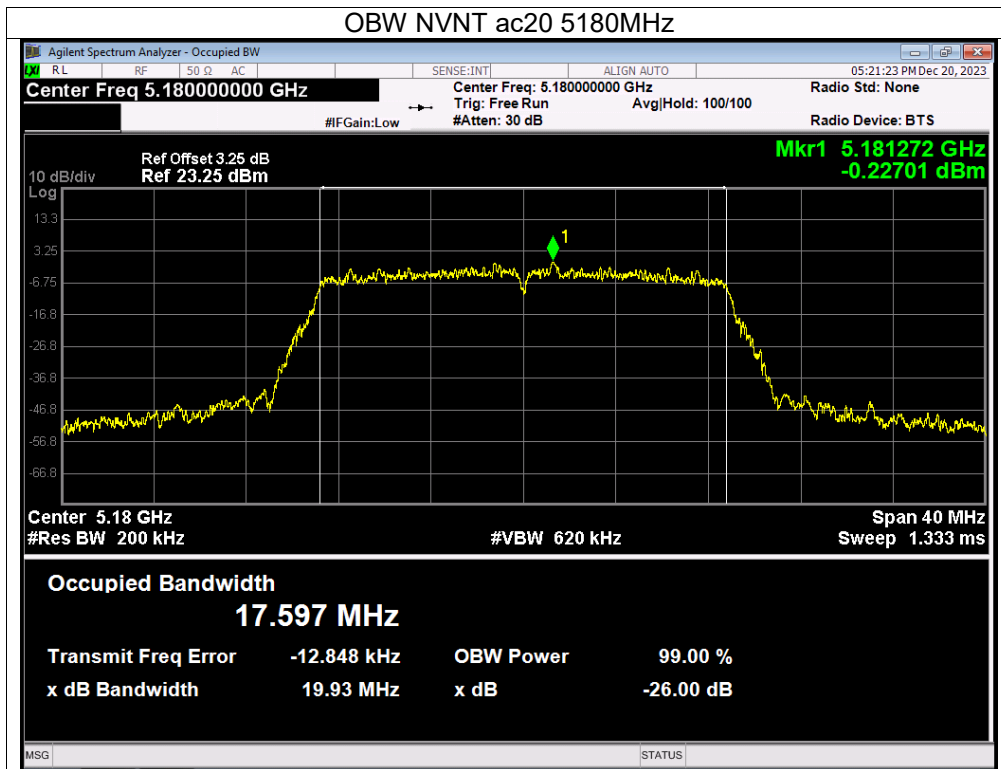 OBW NVNT ac20 5180MHz
Agilent Spectrum Analyzer - Occupied BW
LXI RL RF 50 Ω AC SENSE:INT ALIGN AUTO 05:21:23 PM Dec 20, 2023
Center Freq 5.180000000 GHz Center Freq: 5.180000000 GHz Radio Std: None
Trig: Free Run Avg|Hold: 100/100
#IFGain:Low #Atten: 30 dB Radio Device: BTS
Mkr1 5.181272 GHz
-0.22701 dBm
Ref Offset 3.25 dB
10 dB/div Ref 23.25 dBm
Log
13.3
1
3.25
-6.75
-16.8
-26.8
-36.8
-46.8
-56.8
-66.8
Center 5.18 GHz Span 40 MHz
#Res BW 200 kHz #VBW 620 kHz Sweep 1.333 ms
Occupied Bandwidth
17.597 MHz
Transmit Freq Error -12.848 kHz OBW Power 99.00 %
x dB Bandwidth 19.93 MHz x dB -26.00 dB
MSG STATUS